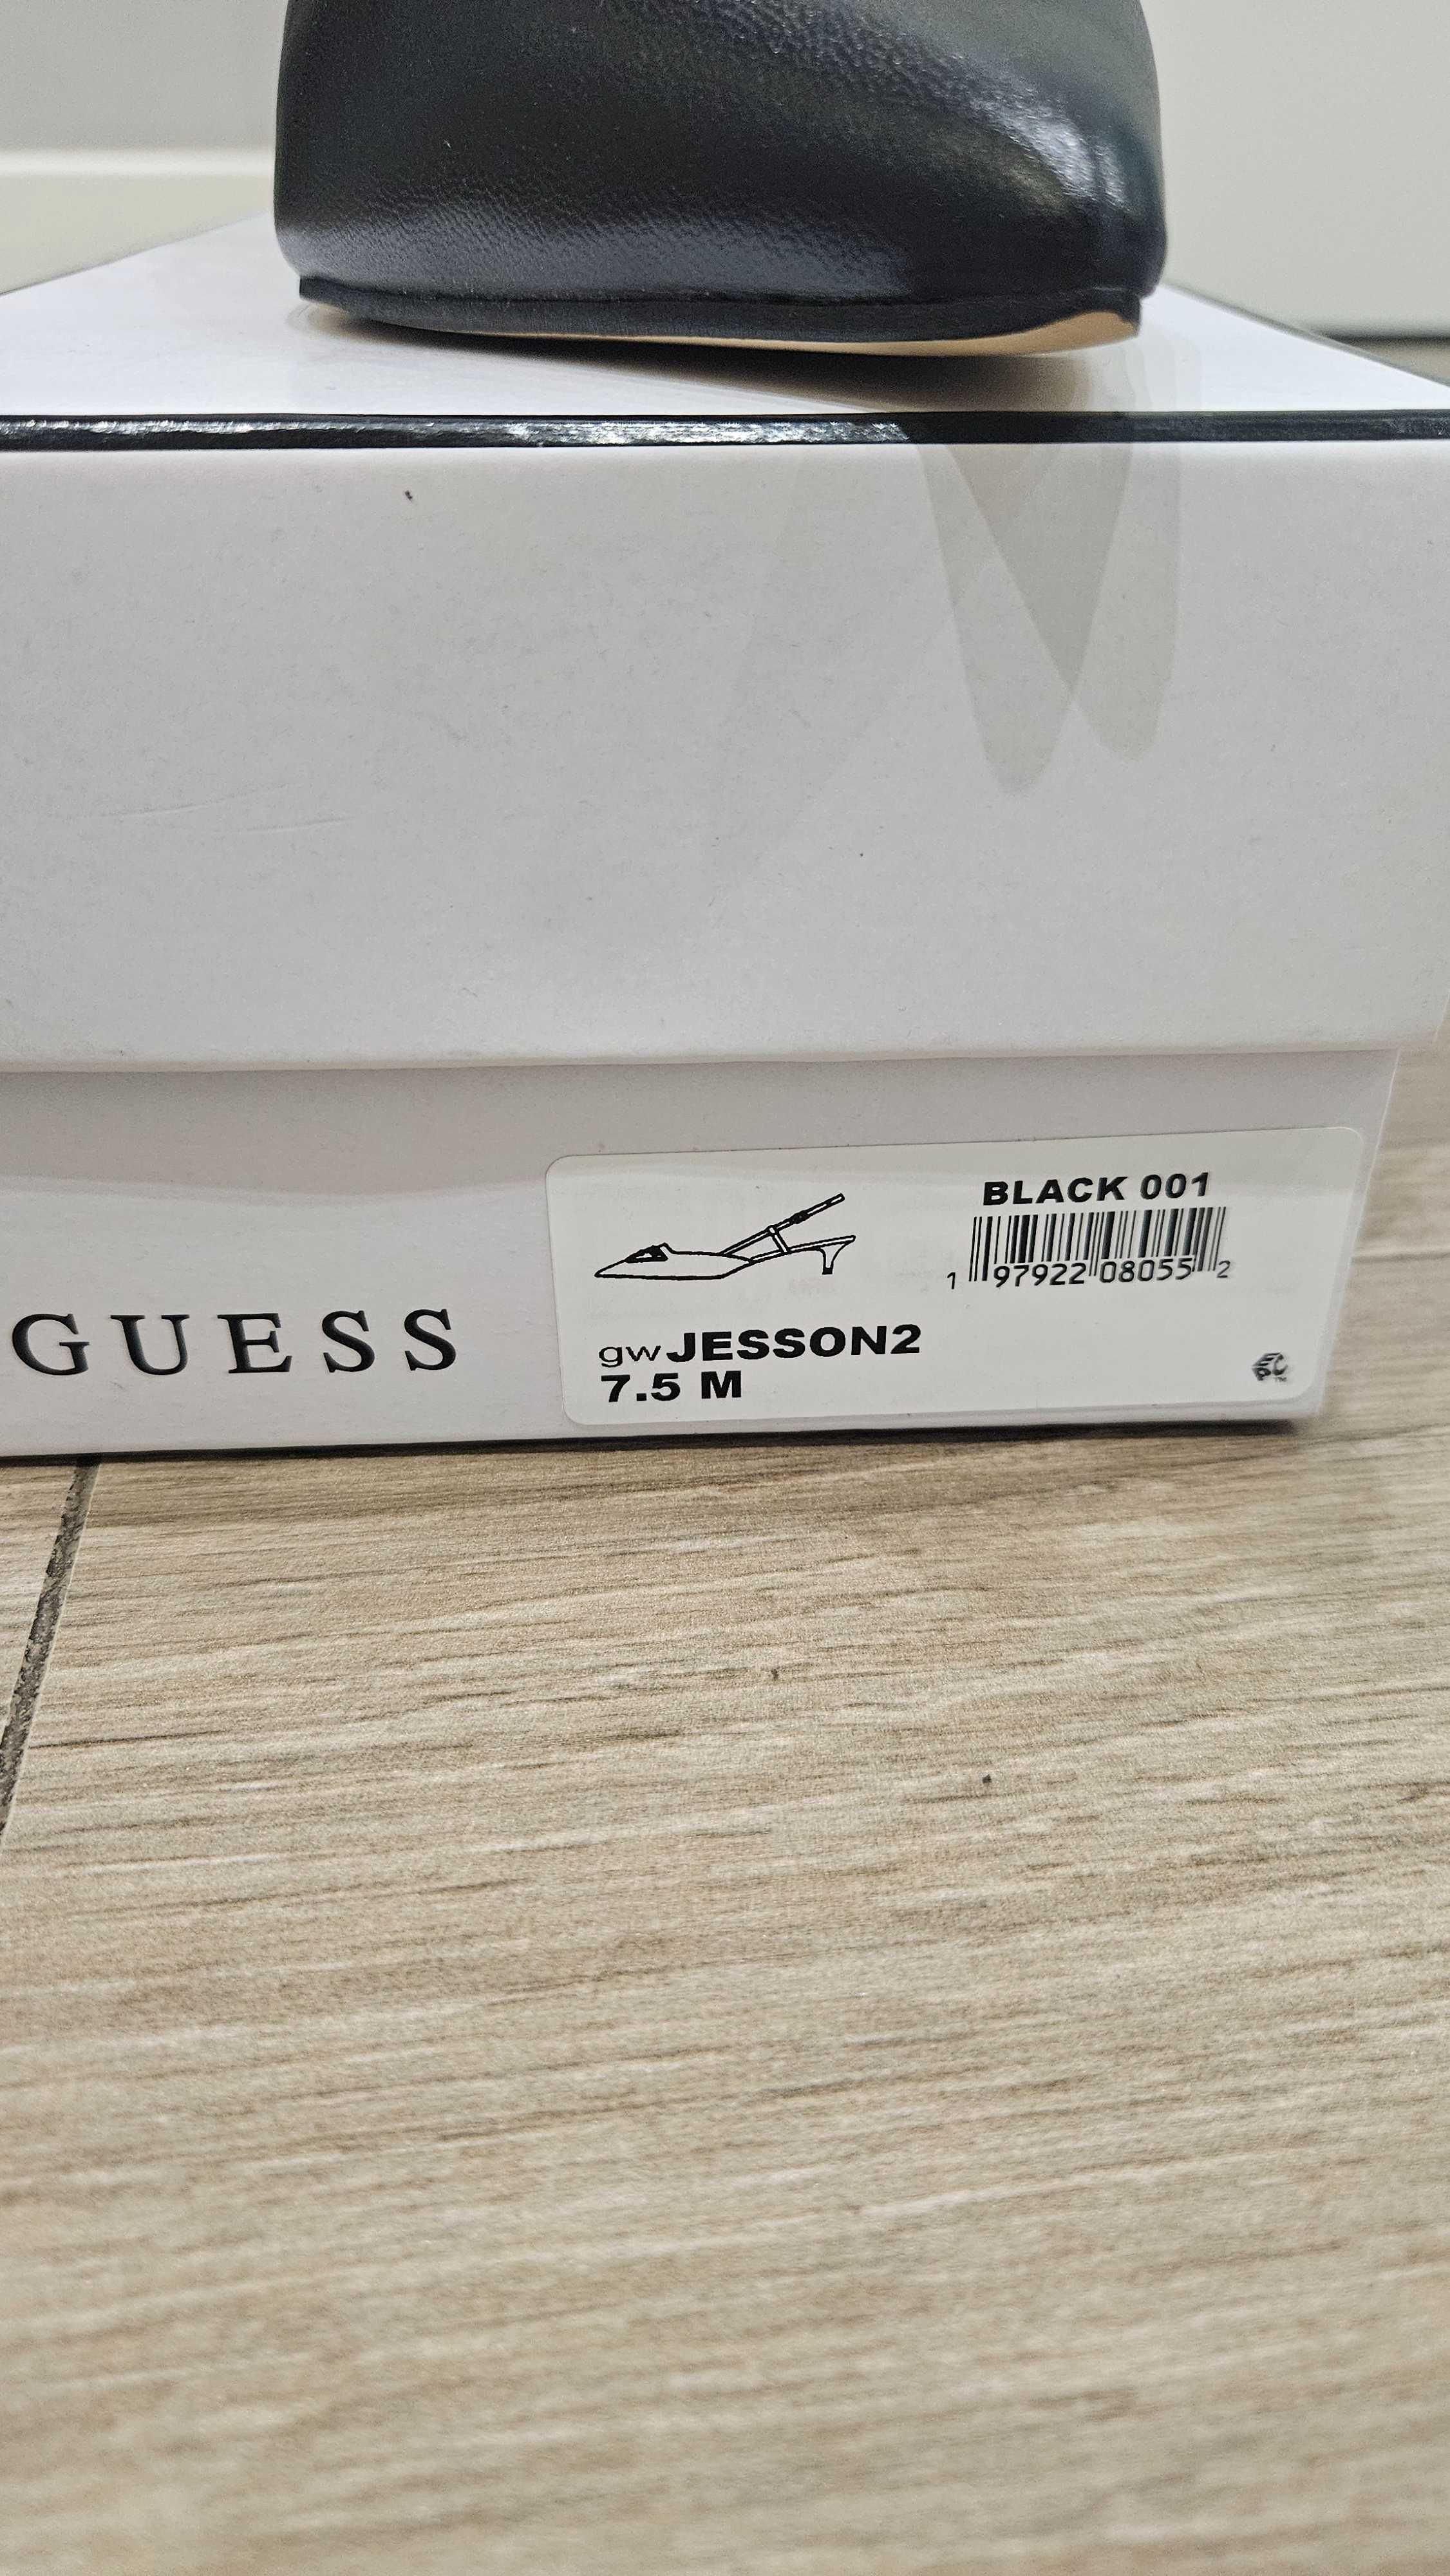 BLACK 001
1 97922 08055 2
GUESS
gwJESSON2
7.5 M